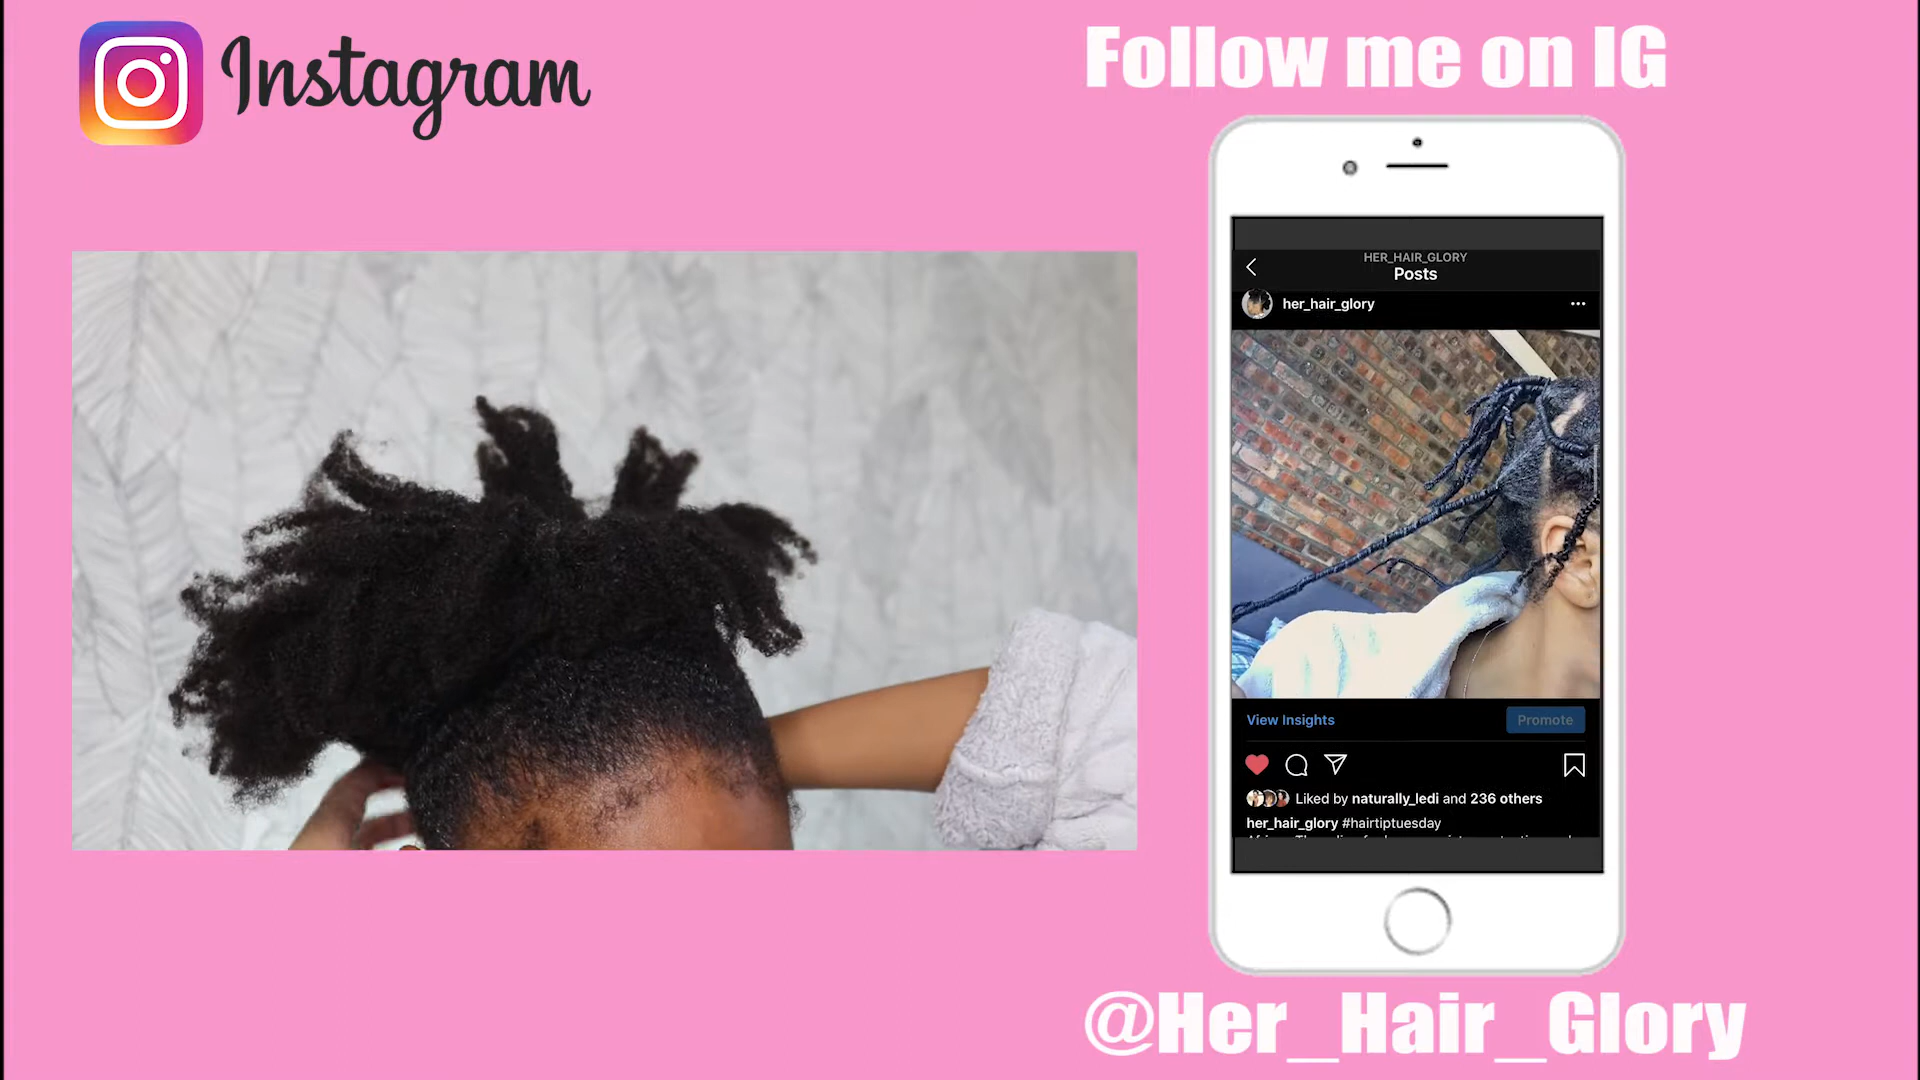 Instagram
Follow me on IG
HER_HAIR_GLORY
Posts
her_hair_glory
View Insights
Promote
Liked by naturally_ledi and 236 others
her_hair_glory #hairtiptuesday
@Her_Hair_Glory